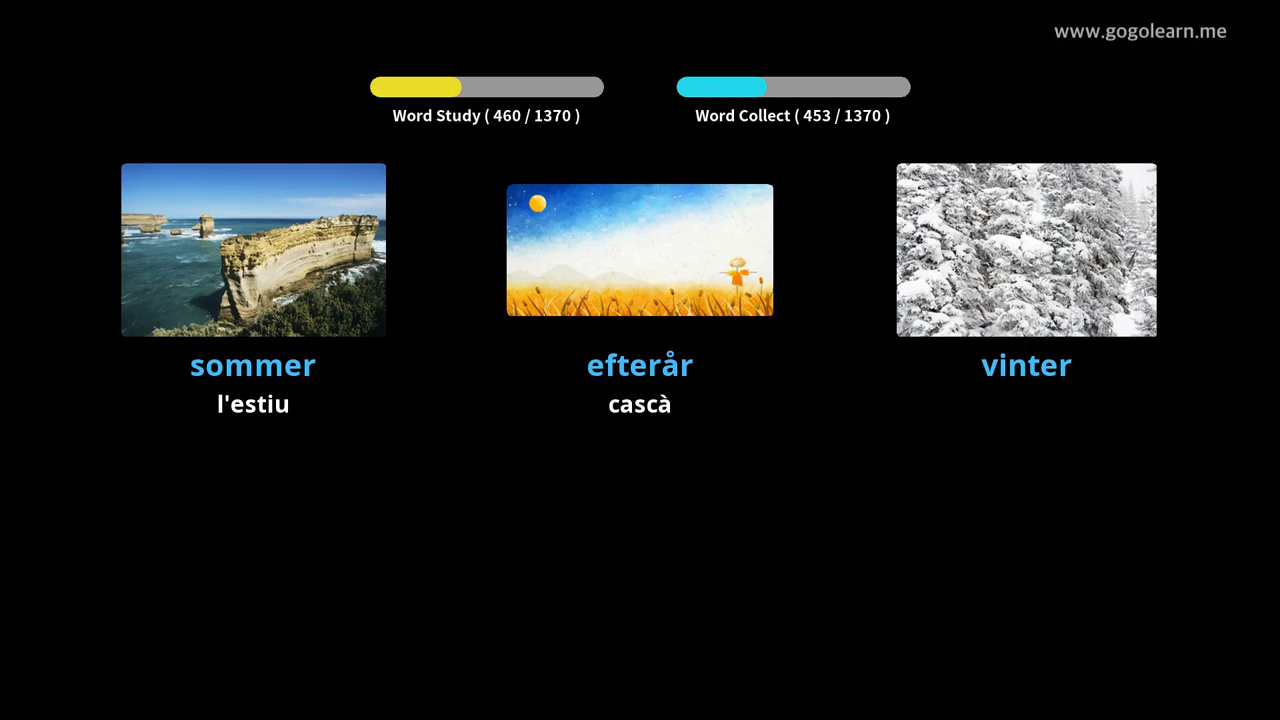 www.gogolearn.me
Word Study ( 460 / 1370 )
Word Collect ( 453 / 1370 )
sommer
l'estiu
efterår
cascà
vinter